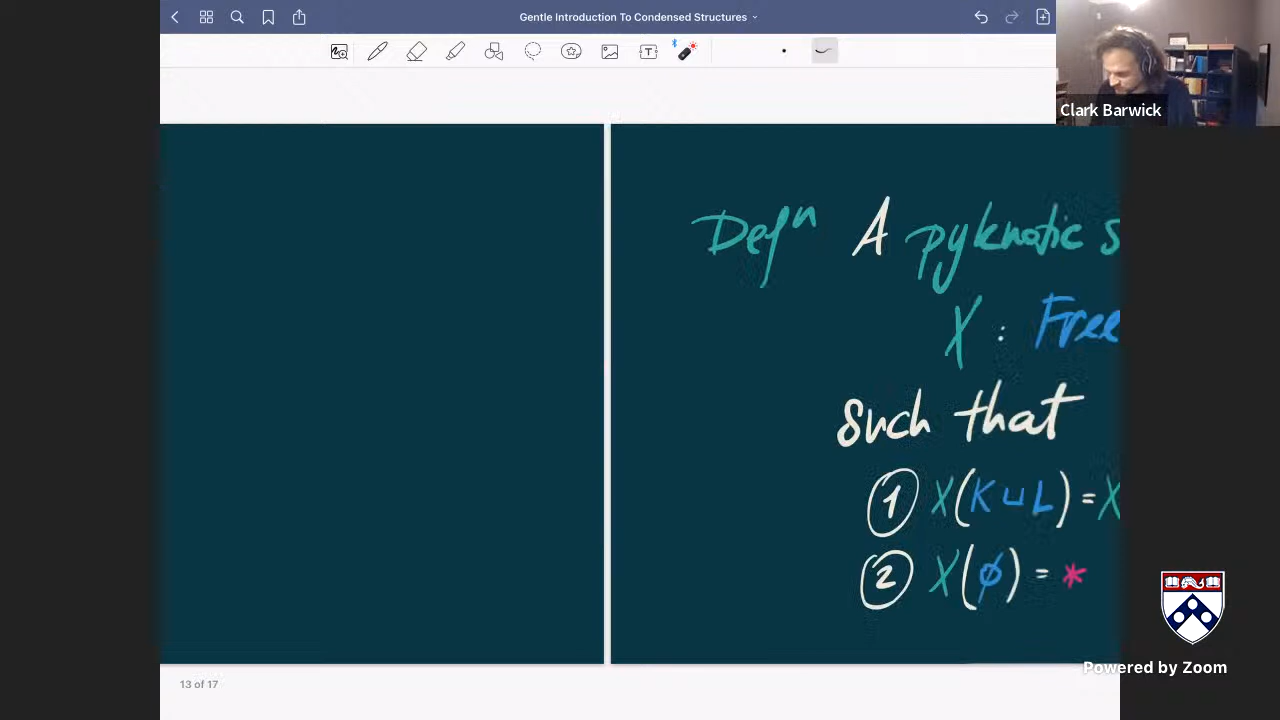 Gentle Introduction To Condensed Structures
T
Clark Barwick
Defⁿ A pyknotic s
X : Free
Such that
① X(K ⊔ L) = X
② X(∅) = *
Powered by Zoom
13 of 17